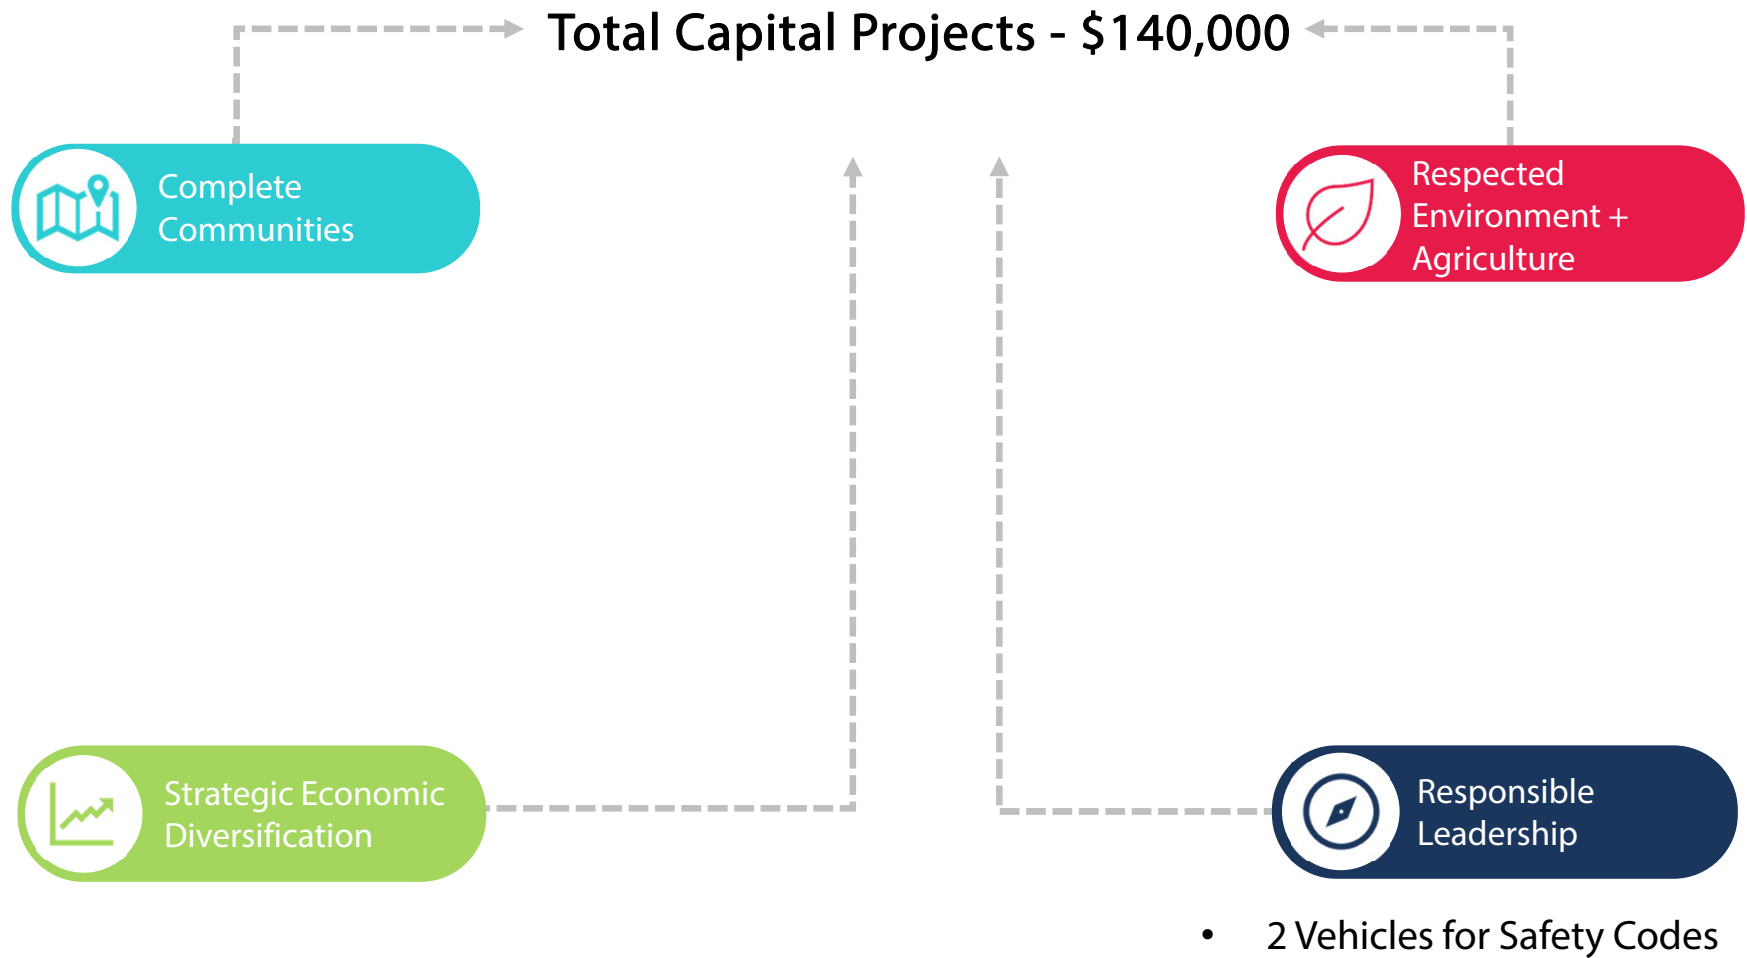 Total Capital Projects - $140,000
Complete
Communities
Respected
Environment +
Agriculture
Strategic Economic
Diversification
Responsible
Leadership
• 2 Vehicles for Safety Codes